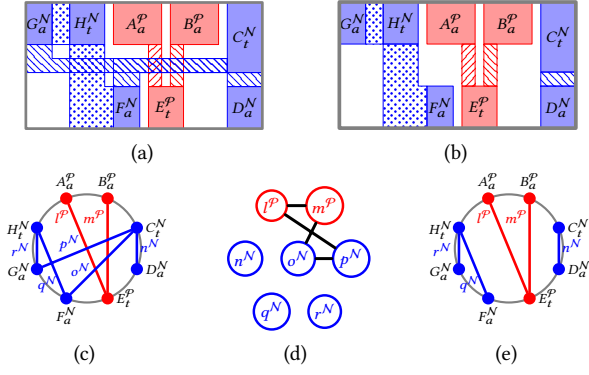 G_a^𝒩 H_t^𝒩 A_a^𝒫 B_a^𝒫 C_t^𝒩
F_a^𝒩 E_t^𝒫 D_a^𝒩
(a)
G_a^𝒩 H_t^𝒩 A_a^𝒫 B_a^𝒫 C_t^𝒩
F_a^𝒩 E_t^𝒫 D_a^𝒩
(b)
A_a^𝒫 B_a^𝒫
l^𝒫 m^𝒫
H_t^𝒩 C_t^𝒩
r^𝒩 p^𝒩 n^𝒩
G_a^𝒩 q^𝒩 o^𝒩 D_a^𝒩
F_a^𝒩 E_t^𝒫
(c)
l^𝒫 m^𝒫
n^𝒩 o^𝒩 p^𝒩
q^𝒩 r^𝒩
(d)
A_a^𝒫 B_a^𝒫
l^𝒫 m^𝒫
H_t^𝒩 C_t^𝒩
r^𝒩 n^𝒩
G_a^𝒩 q^𝒩 D_a^𝒩
F_a^𝒩 E_t^𝒫
(e)